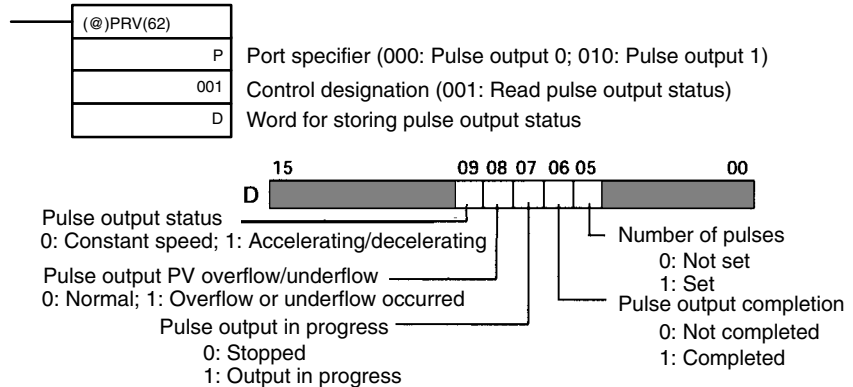 (@)PRV(62)
P Port specifier (000: Pulse output 0; 010: Pulse output 1)
001 Control designation (001: Read pulse output status)
D Word for storing pulse output status
15 09 08 07 06 05 00
D
Pulse output status
0: Constant speed; 1: Accelerating/decelerating
Pulse output PV overflow/underflow
0: Normal; 1: Overflow or underflow occurred
Pulse output in progress
0: Stopped
1: Output in progress
Number of pulses
0: Not set
1: Set
Pulse output completion
0: Not completed
1: Completed